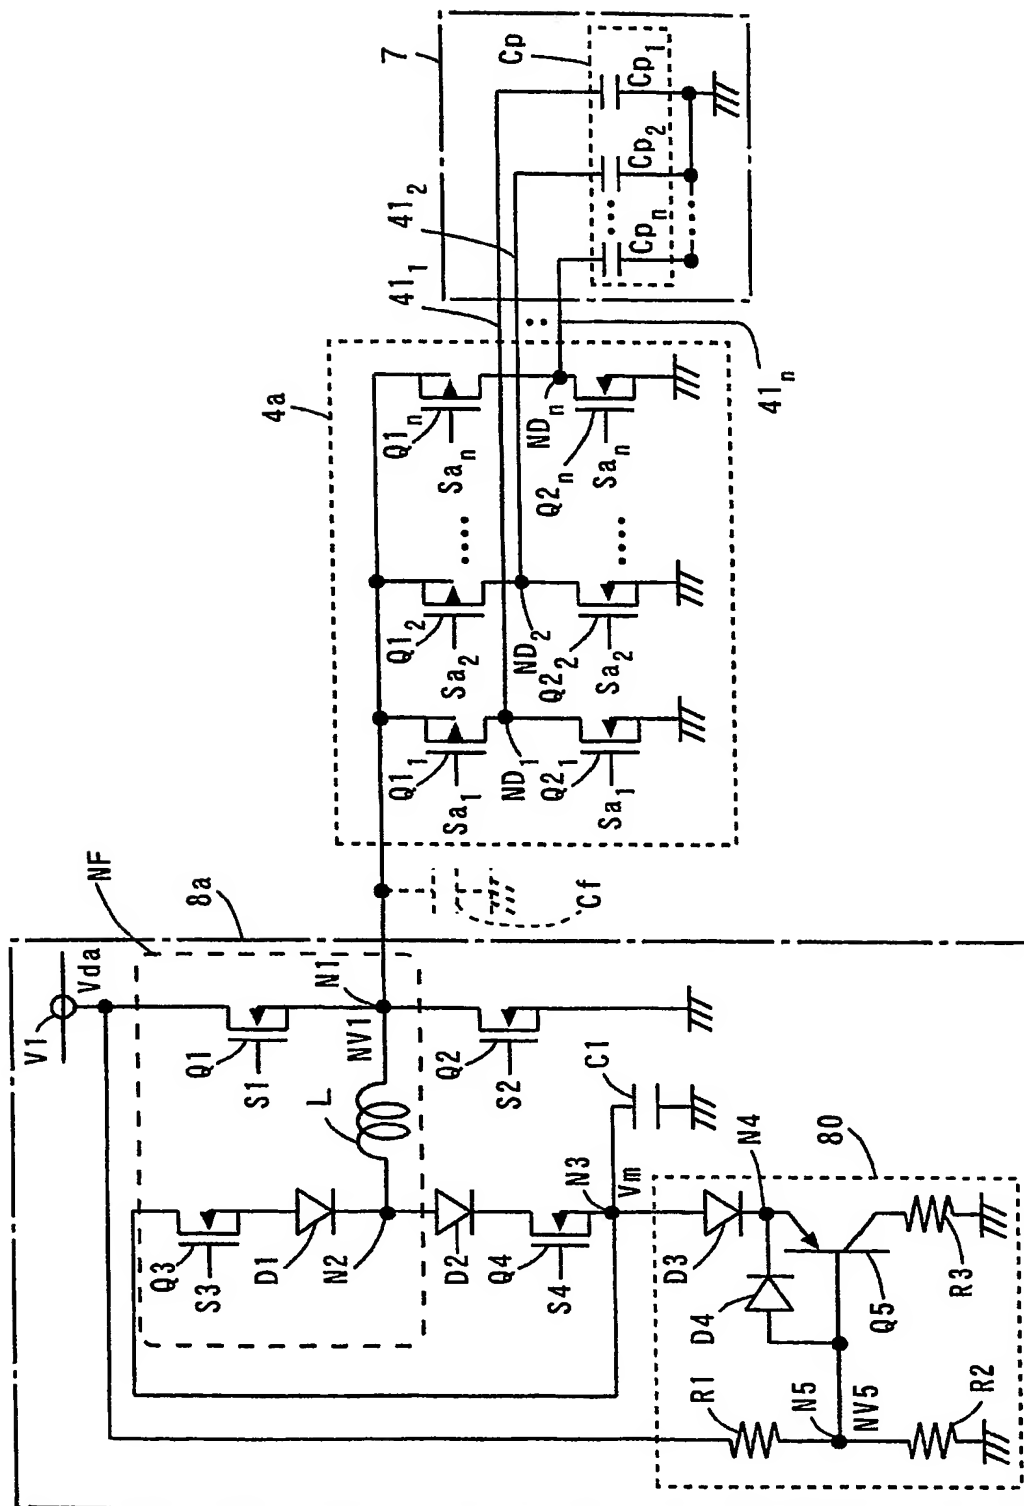 7
Cp
Cp1
Cp2
Cpn
411
412
41n
4a
Q11
Sa1
Q12
Sa2
Q1n
San
ND1
ND2
NDn
Q21
Sa1
Q22
Sa2
Q2n
San
Cf
NF
8a
V1
Vda
Q1
S1
N1
NV1
L
Q2
S2
Q3
S3
D1
N2
D2
Q4
S4
N3
Vm
C1
80
D3
N4
D4
Q5
R3
R1
N5
NV5
R2